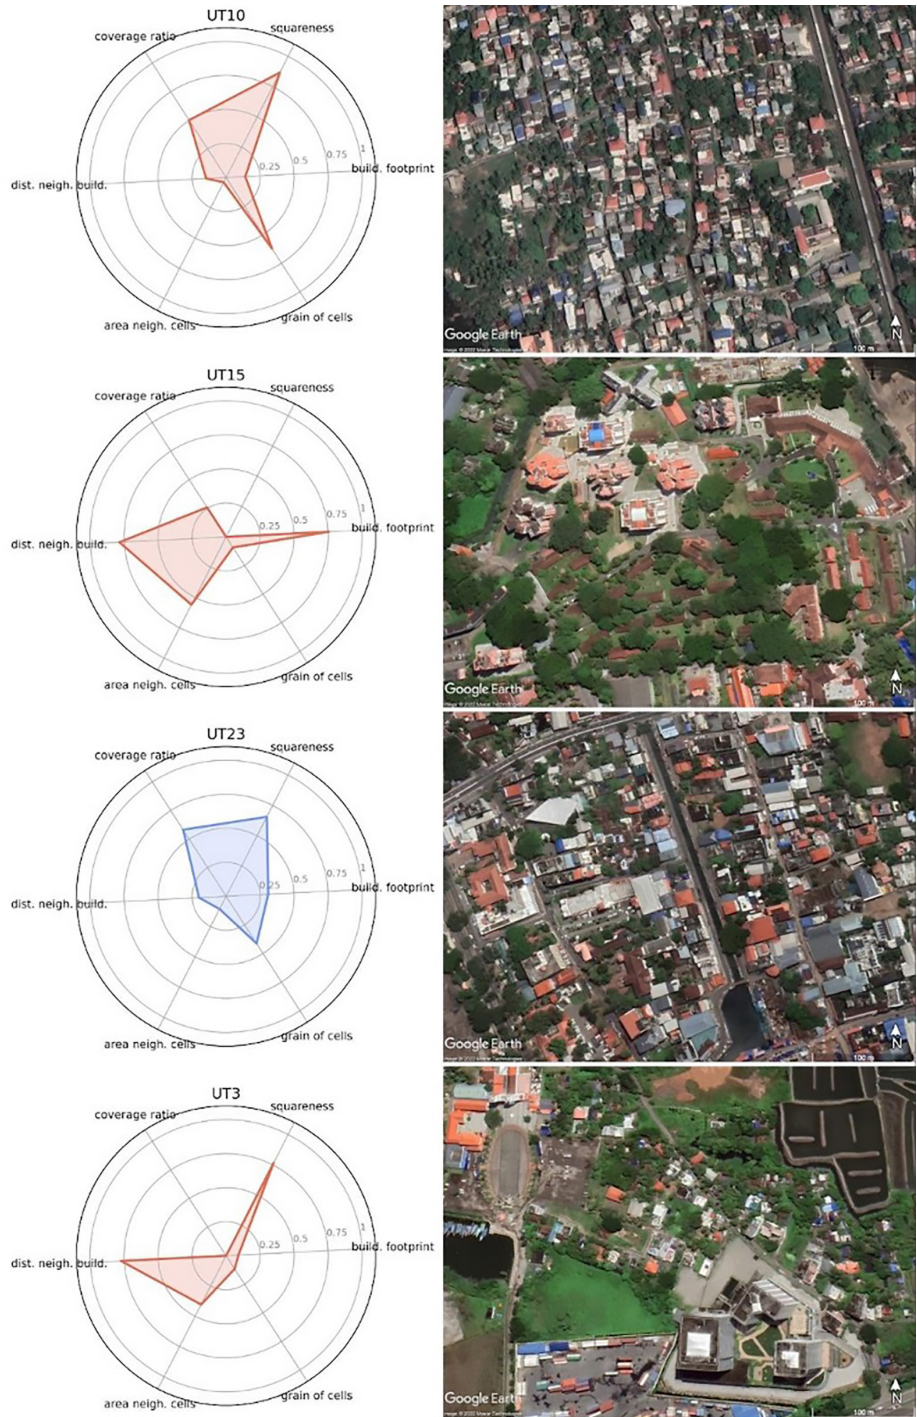 UT10
coverage ratio
squareness
0.25
0.5
0.75
1
build. footprint
dist. neigh. build.
area neigh. cells
grain of cells
Google Earth
N
100 m
UT15
coverage ratio
squareness
0.25
0.5
0.75
1
build. footprint
dist. neigh. build.
area neigh. cells
grain of cells
Google Earth
N
100 m
UT23
coverage ratio
squareness
0.25
0.5
0.75
1
build. footprint
dist. neigh. build.
area neigh. cells
grain of cells
Google Earth
N
100 m
UT3
coverage ratio
squareness
0.25
0.5
0.75
1
build. footprint
dist. neigh. build.
area neigh. cells
grain of cells
Google Earth
N
100 m